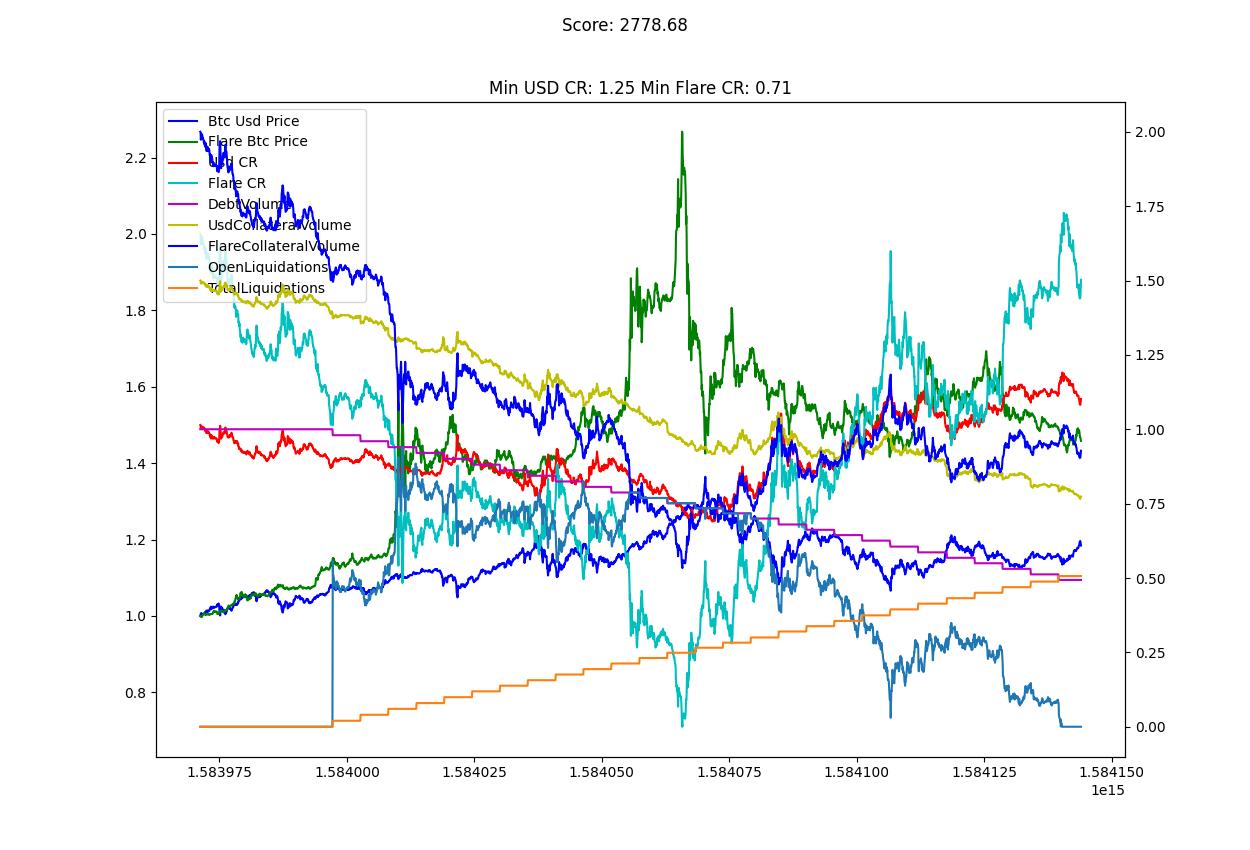 Score: 2778.68
Min USD CR: 1.25 Min Flare CR: 0.71
Btc Usd Price
Flare Btc Price
Usd CR
Flare CR
DebtVolume
UsdCollateralVolume
FlareCollateralVolume
OpenLiquidations
TotalLiquidations
2.2
2.0
1.8
1.6
1.4
1.2
1.0
0.8
2.00
1.75
1.50
1.25
1.00
0.75
0.50
0.25
0.00
1.583975 1.584000 1.584025 1.584050 1.584075 1.584100 1.584125 1.584150
1e15